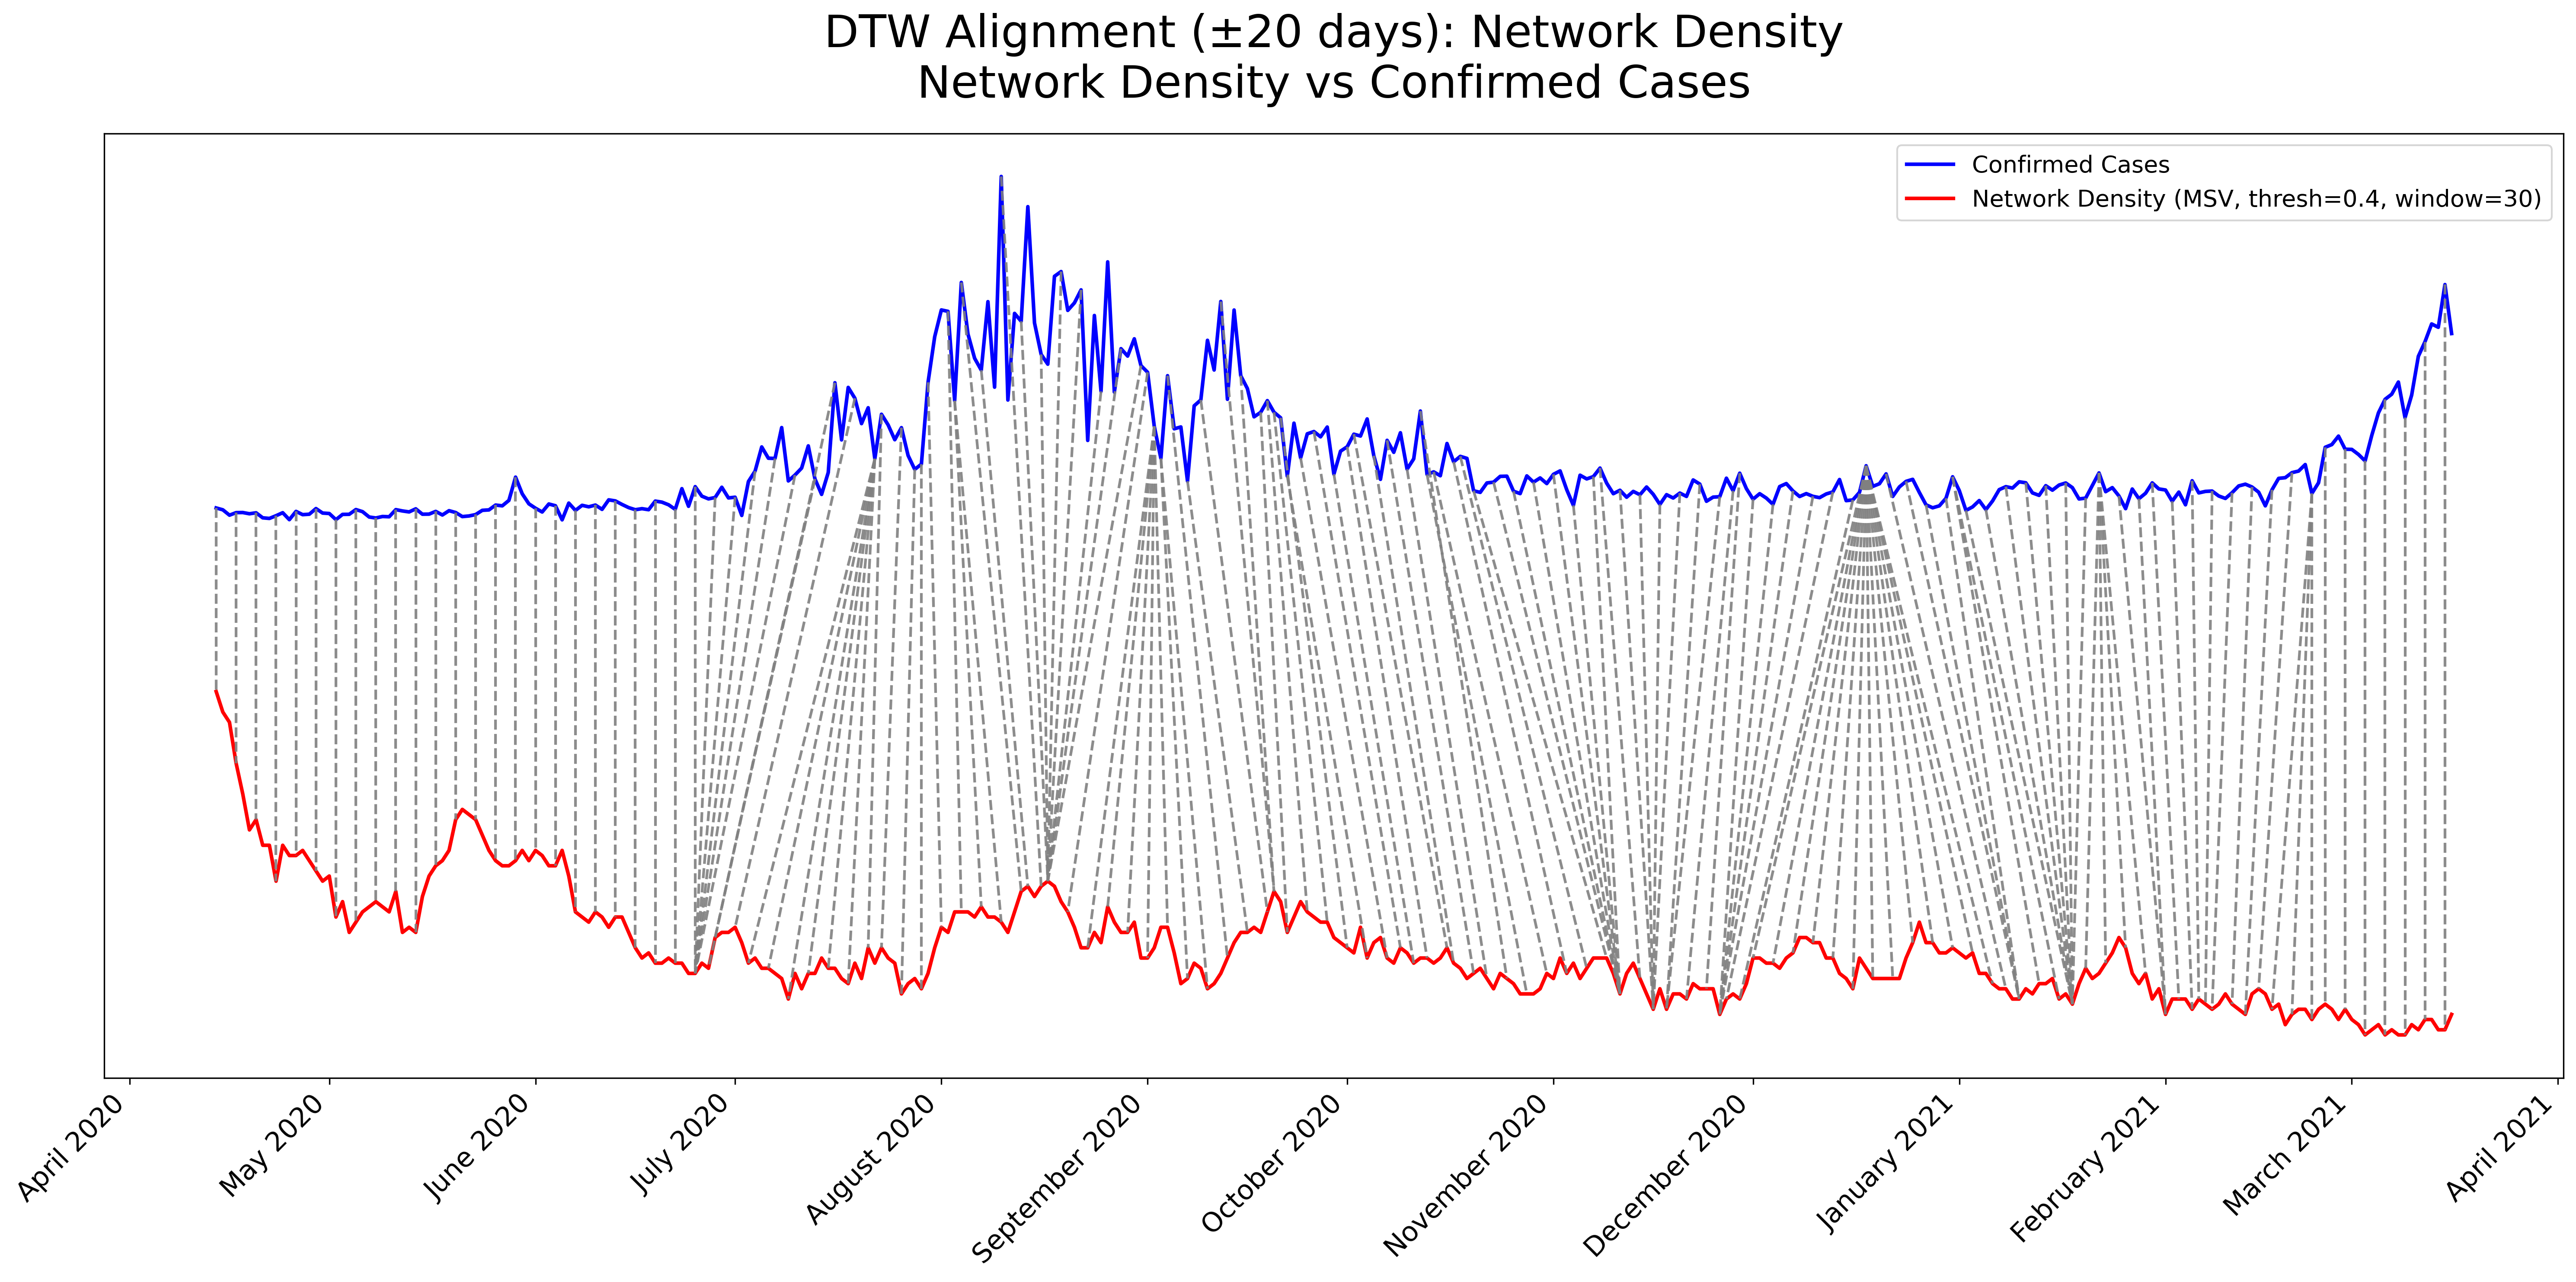 DTW Alignment (±20 days): Network Density
Network Density vs Confirmed Cases
Confirmed Cases
Network Density (MSV, thresh=0.4, window=30)
April 2020
May 2020
June 2020
July 2020
August 2020
September 2020
October 2020
November 2020
December 2020
January 2021
February 2021
March 2021
April 2021